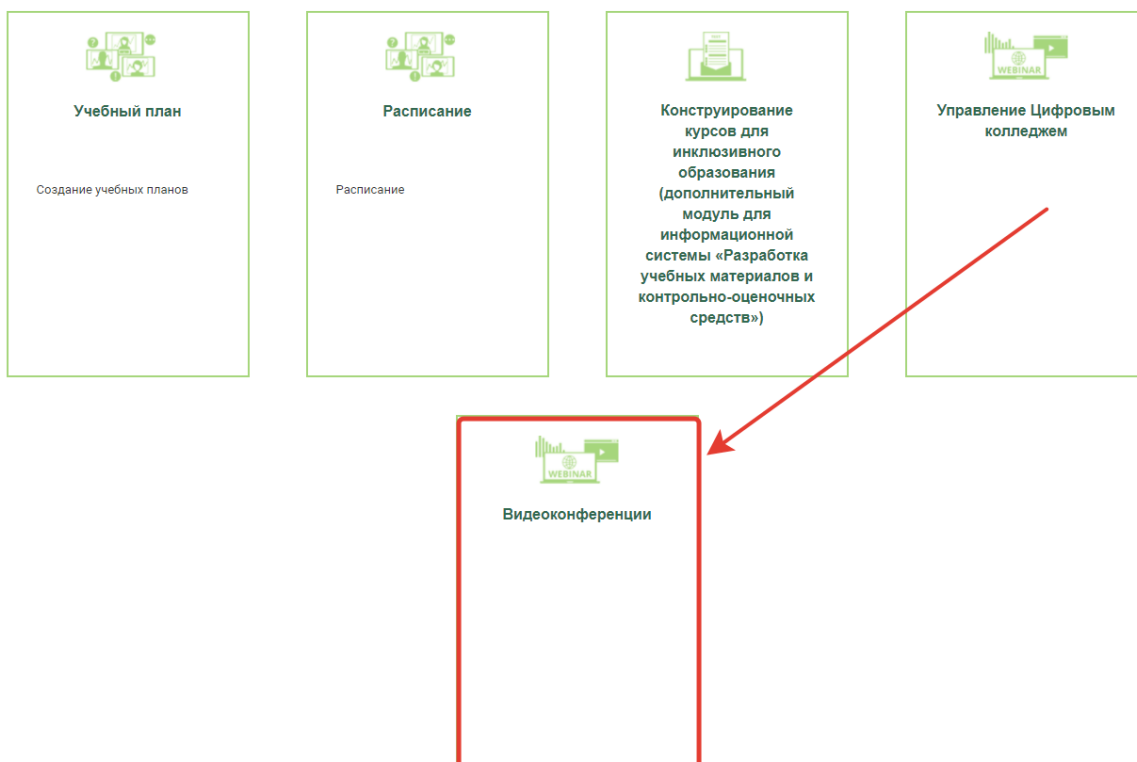 Учебный план
Создание учебных планов
Расписание
Расписание
Конструирование
курсов для
инклюзивного
образования
(дополнительный
модуль для
информационной
системы «Разработка
учебных материалов и
контрольно-оценочных
средств»)
WEBINAR
Управление Цифровым
колледжем
WEBINAR
Видеоконференции